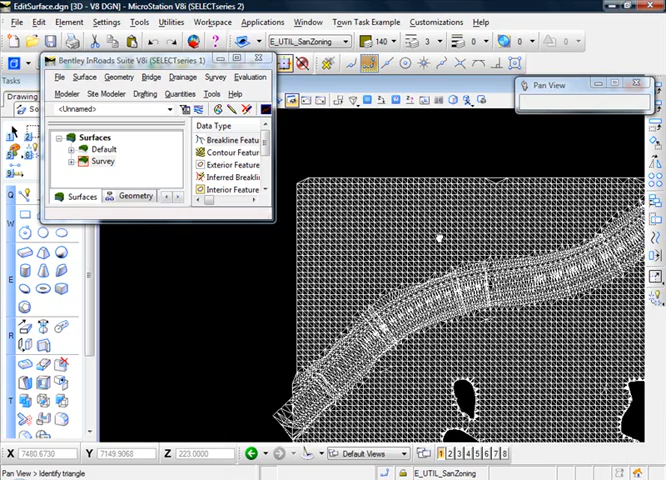 EditSurface.dgn [3D - V8 DGN] - MicroStation V8i (SELECTseries 2)
File Edit Element Settings Tools Utilities Workspace Applications Window Town Task Example Customizations Help
E_UTIL_SanZoning 140 3 0
Tasks
Drawing
Bentley InRoads Suite V8i (SELECTseries 1)
File Surface Geometry Bridge Drainage Survey Evaluation
Modeler Site Modeler Drafting Quantities Tools Help
<Unnamed>
Surfaces
Default
Survey
Surfaces Geometry
Data Type
Breakline Featu
Contour Feature
Exterior Feature
Inferred Breakli
Interior Feature
Pan View
Q
W
E
R
T
X 7480.6730 Y 7149.9068 Z 223.0000 Default Views 1 2 3 4 5 6 7 8
Pan View > Identify triangle E_UTIL_SanZoning